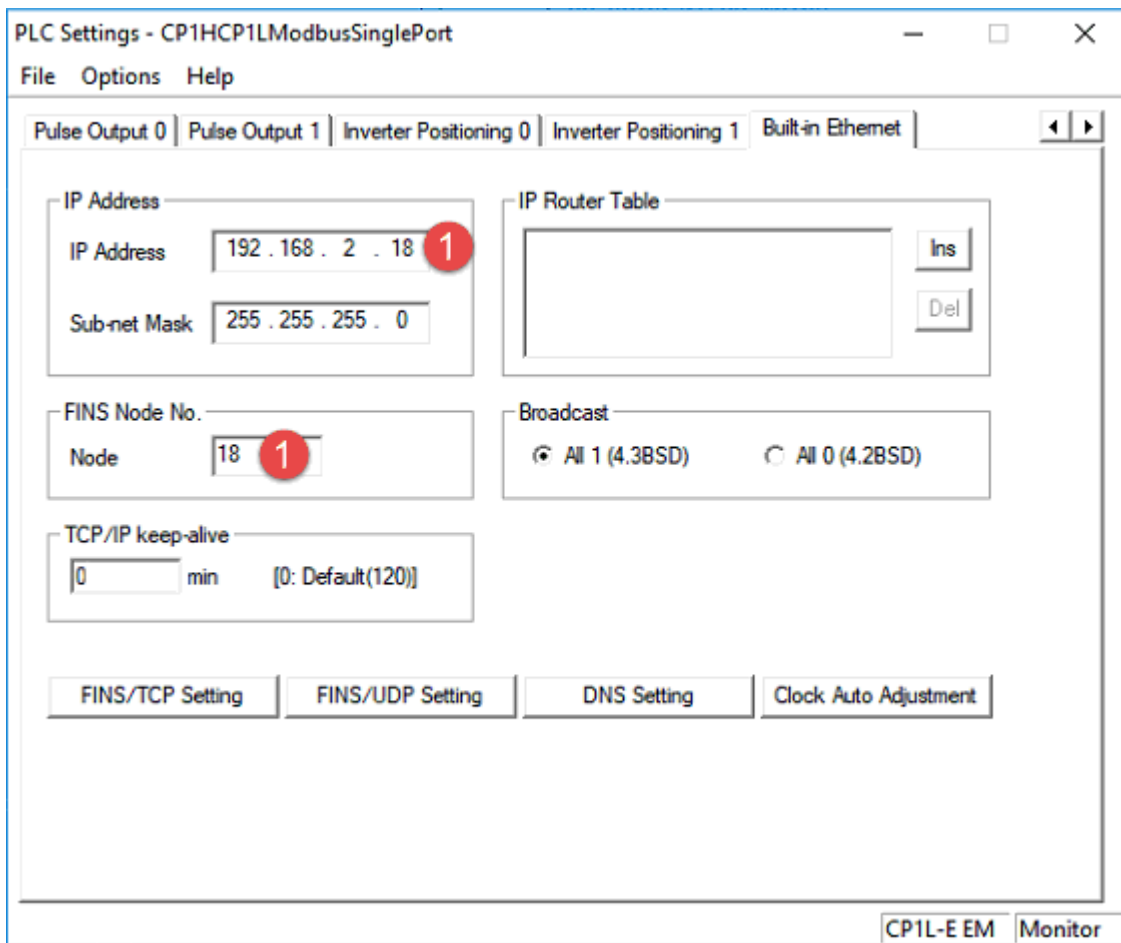 PLC Settings - CP1HCP1LModbusSinglePort
File Options Help
Pulse Output 0 Pulse Output 1 Inverter Positioning 0 Inverter Positioning 1 Built-in Ethernet
IP Address
IP Address 192 . 168 . 2 . 18 1
Sub-net Mask 255 . 255 . 255 . 0
IP Router Table
Ins
Del
FINS Node No.
Node 18 1
Broadcast
All 1 (4.3BSD) All 0 (4.2BSD)
TCP/IP keep-alive
0 min [0: Default(120)]
FINS/TCP Setting FINS/UDP Setting DNS Setting Clock Auto Adjustment
CP1L-E EM Monitor